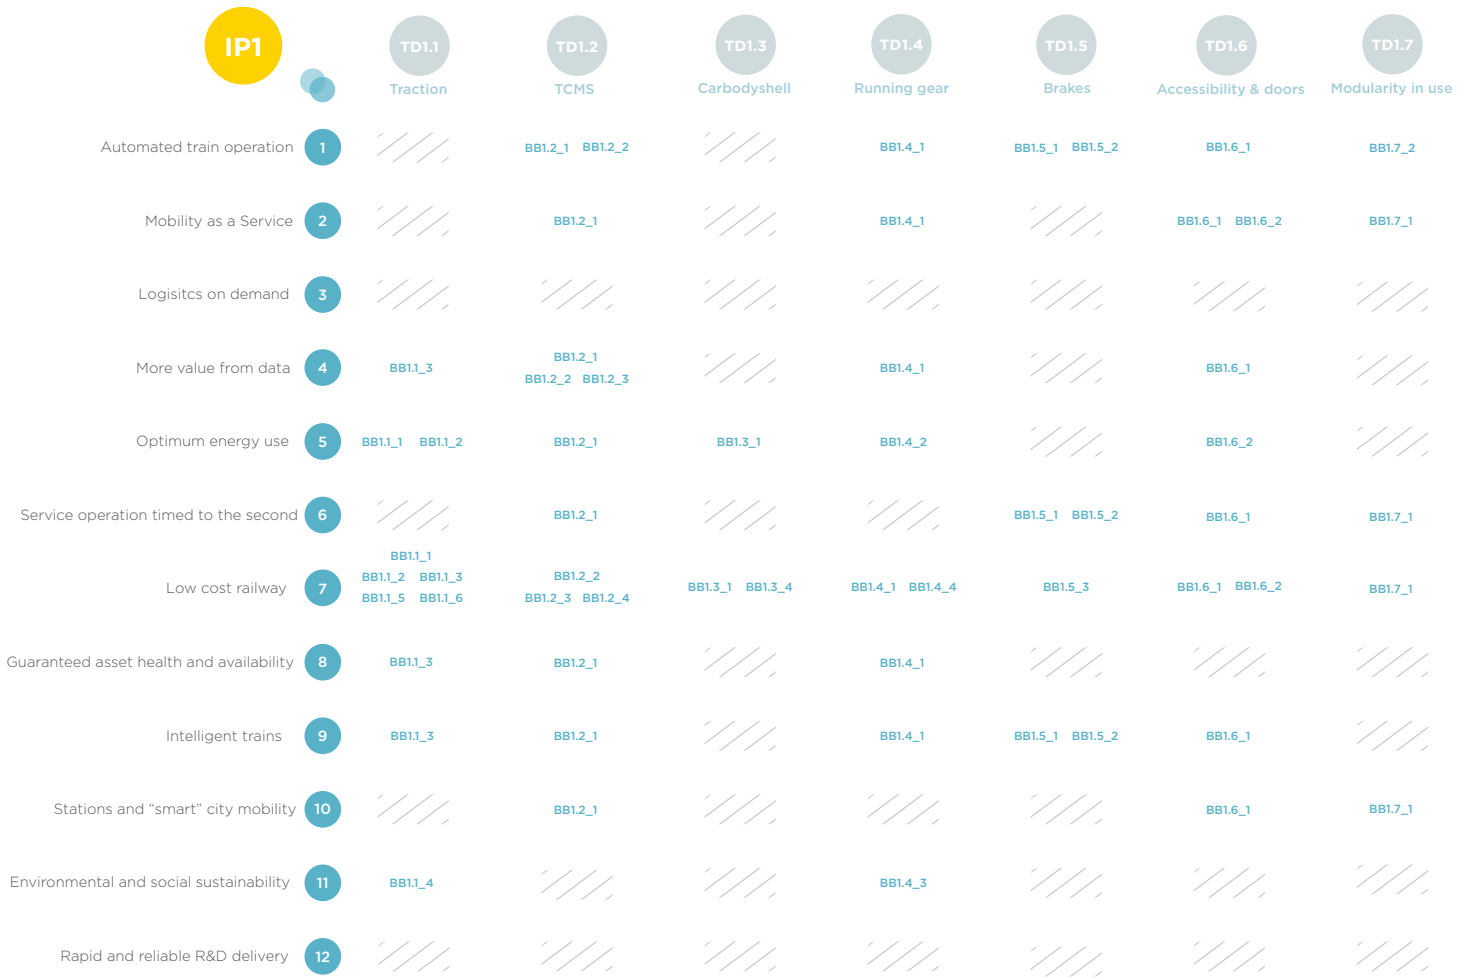 IP1 TD1.1 TD1.2 TD1.3 TD1.4 TD1.5 TD1.6 TD1.7
Traction TCMS Carbodyshell Running gear Brakes Accessibility & doors Modularity in use
Automated train operation 1 BB1.2_1 BB1.2_2 BB1.4_1 BB1.5_1 BB1.5_2 BB1.6_1 BB1.7_2
Mobility as a Service 2 BB1.2_1 BB1.4_1 BB1.6_1 BB1.6_2 BB1.7_1
Logisitcs on demand 3
BB1.2_1
More value from data 4 BB1.1_3 BB1.4_1 BB1.6_1
BB1.2_2 BB1.2_3
Optimum energy use 5 BB1.1_1 BB1.1_2 BB1.2_1 BB1.3_1 BB1.4_2 BB1.6_2
Service operation timed to the second 6 BB1.2_1 BB1.5_1 BB1.5_2 BB1.6_1 BB1.7_1
BB1.1_1
BB1.1_2 BB1.1_3 BB1.2_2
Low cost railway 7 BB1.3_1 BB1.3_4 BB1.4_1 BB1.4_4 BB1.5_3 BB1.6_1 BB1.6_2 BB1.7_1
BB1.1_5 BB1.1_6 BB1.2_3 BB1.2_4
Guaranteed asset health and availability 8 BB1.1_3 BB1.2_1 BB1.4_1
Intelligent trains 9 BB1.1_3 BB1.2_1 BB1.4_1 BB1.5_1 BB1.5_2 BB1.6_1
Stations and “smart” city mobility 10 BB1.2_1 BB1.6_1 BB1.7_1
Environmental and social sustainability 11 BB1.1_4 BB1.4_3
Rapid and reliable R&D delivery 12